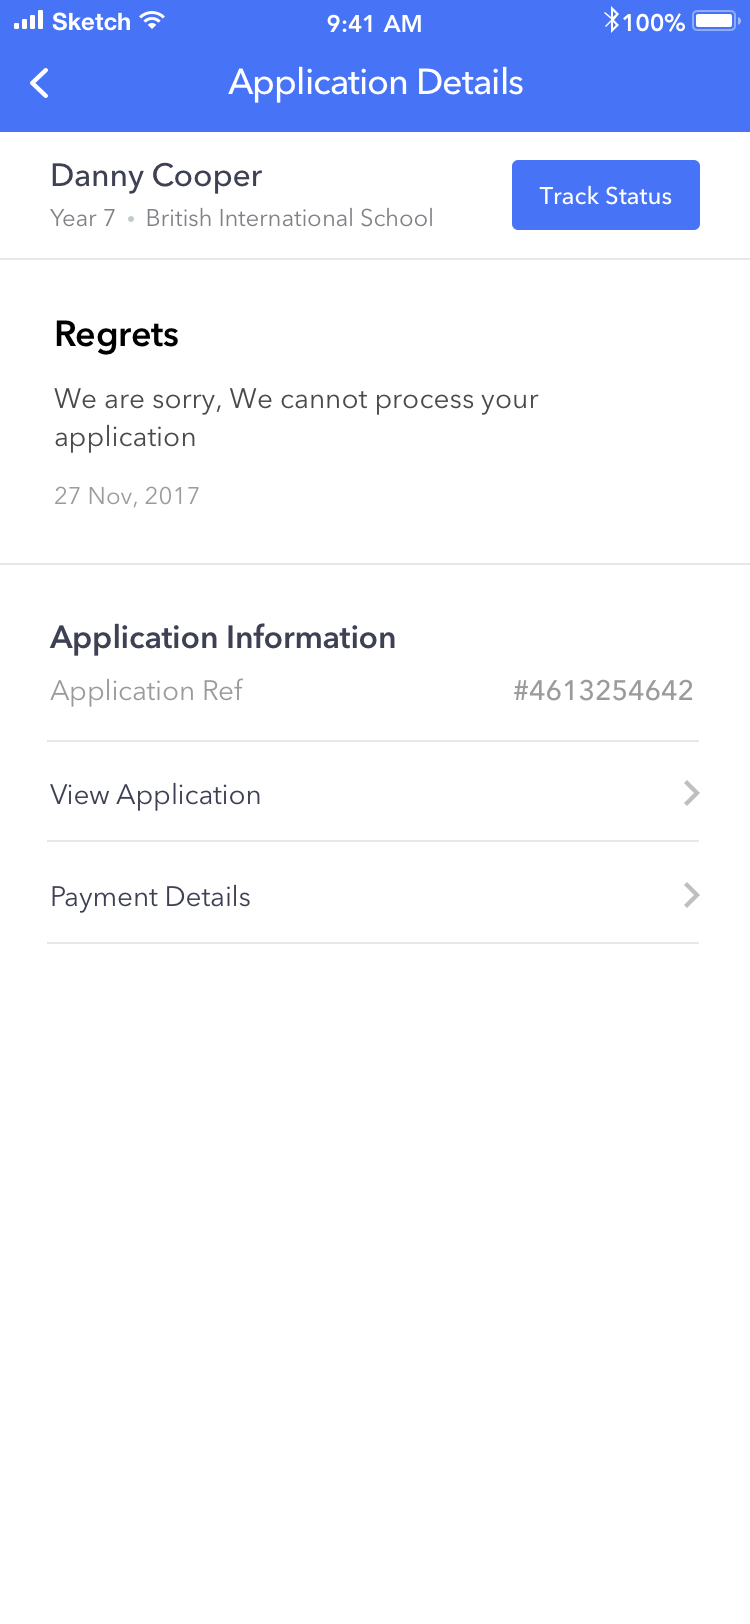 Sketch 9:41 AM 100%
Application Details
Danny Cooper
Year 7 • British International School
Track Status
Regrets
We are sorry, We cannot process your
application
27 Nov, 2017
Application Information
Application Ref #4613254642
View Application
Payment Details